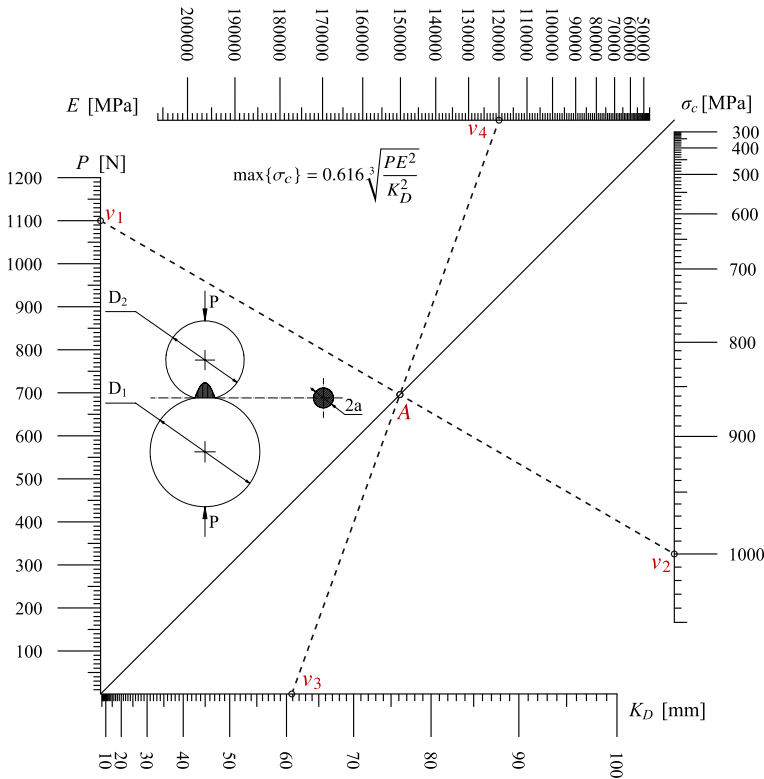 200000 190000 180000 170000 160000 150000 140000 130000 120000 110000 100000 90000 80000 70000 60000 50000
E [MPa]
σc [MPa]
v4
max{σc} = 0.616 ∛(PE²/K_D²)
P [N]
1200
1100
1000
900
800
700
600
500
400
300
200
100
v1
D2
P
D1
2a
P
A
300
400
500
600
700
800
900
1000
v2
v3
K_D [mm]
10 20 30 40 50 60 70 80 90 100